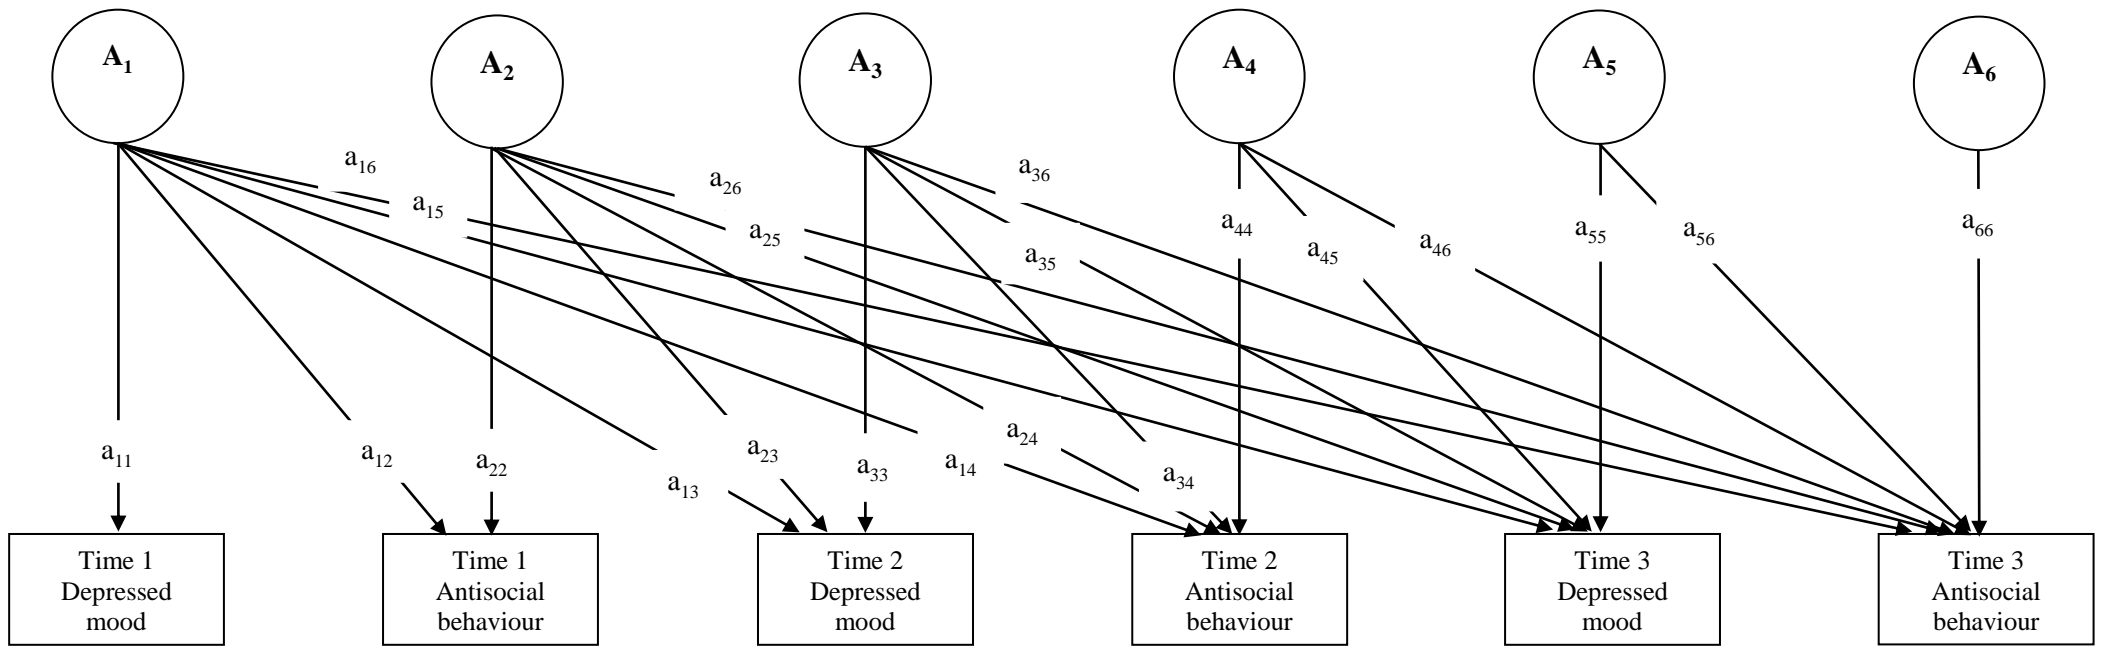 A1
A2
A3
A4
A5
A6
a16
a15
a26
a25
a36
a35
a44
a45
a46
a55
a56
a66
a11
a12
a22
a13
a23
a33
a14
a24
a34
Time 1
Depressed
mood
Time 1
Antisocial
behaviour
Time 2
Depressed
mood
Time 2
Antisocial
behaviour
Time 3
Depressed
mood
Time 3
Antisocial
behaviour